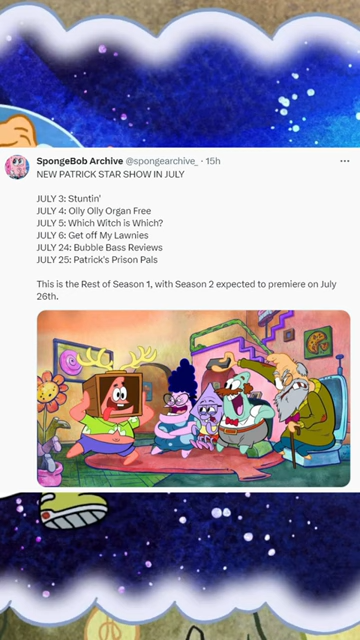 SpongeBob Archive @spongearchive_ · 15h
NEW PATRICK STAR SHOW IN JULY
JULY 3: Stuntin'
JULY 4: Olly Olly Organ Free
JULY 5: Which Witch is Which?
JULY 6: Get off My Lawnies
JULY 24: Bubble Bass Reviews
JULY 25: Patrick's Prison Pals
This is the Rest of Season 1, with Season 2 expected to premiere on July
26th.